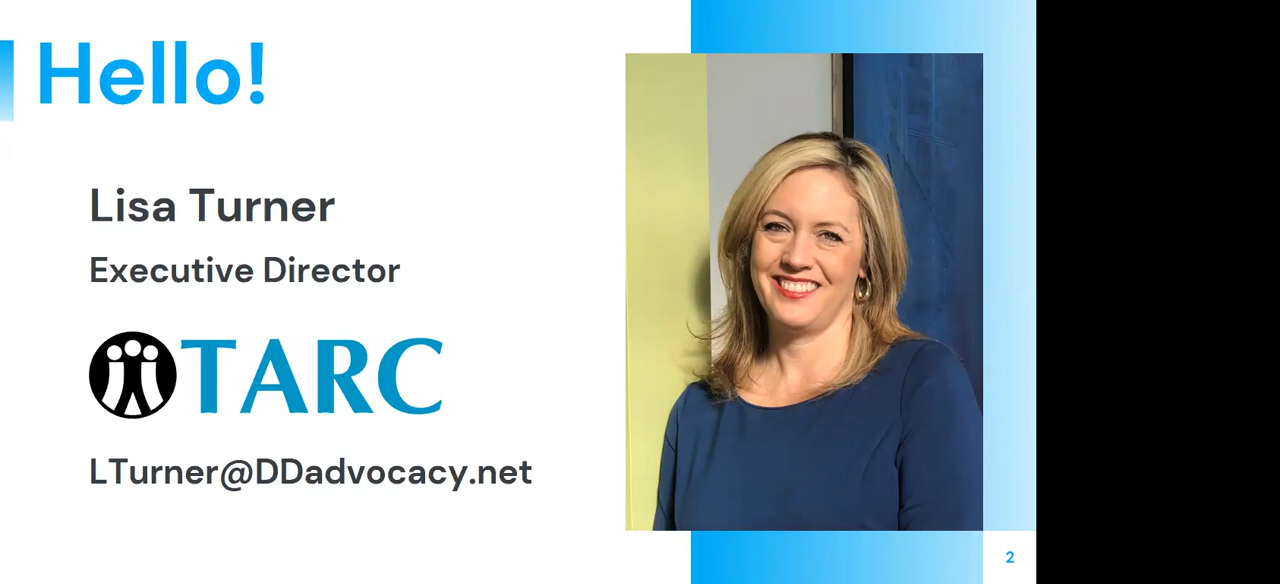 Hello!
Lisa Turner
Executive Director
TARC
LTurner@DDadvocacy.net
2